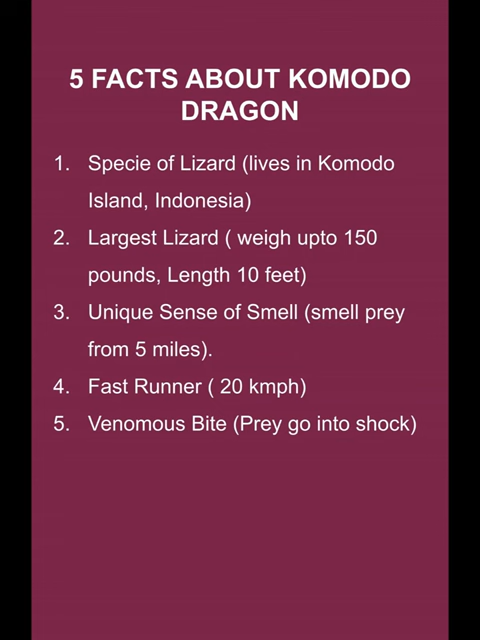 5 FACTS ABOUT KOMODO
DRAGON
1. Specie of Lizard (lives in Komodo
Island, Indonesia)
2. Largest Lizard ( weigh upto 150
pounds, Length 10 feet)
3. Unique Sense of Smell (smell prey
from 5 miles).
4. Fast Runner ( 20 kmph)
5. Venomous Bite (Prey go into shock)